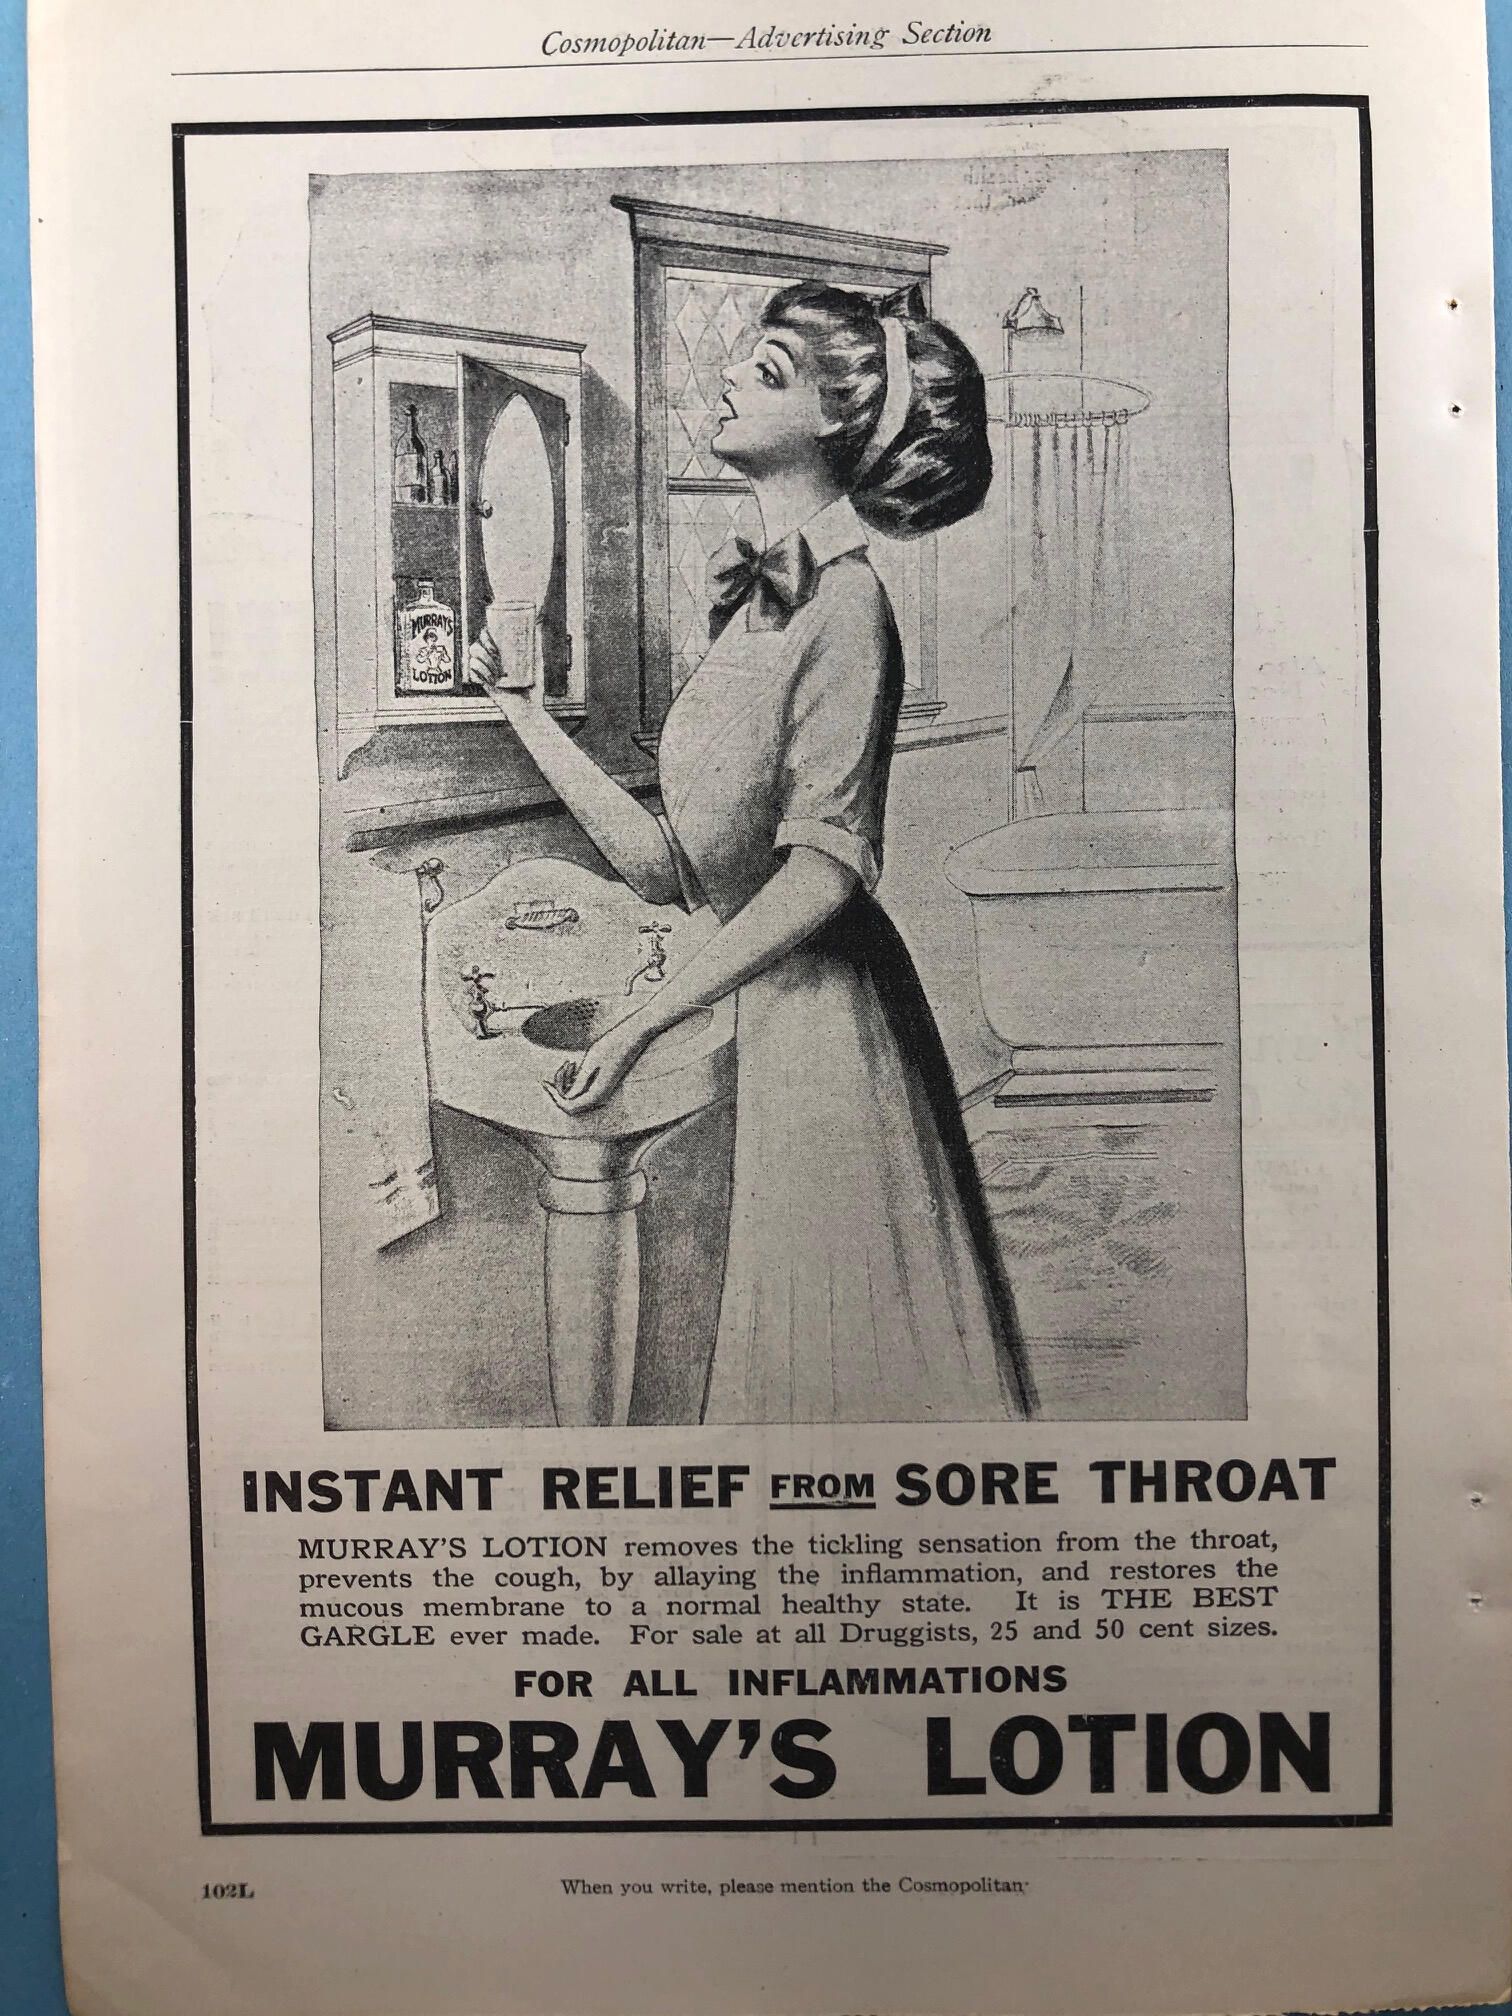 Cosmopolitan—Advertising Section
MURRAY'S
LOTION
INSTANT RELIEF FROM SORE THROAT
MURRAY'S LOTION removes the tickling sensation from the throat,
prevents the cough, by allaying the inflammation, and restores the
mucous membrane to a normal healthy state. It is THE BEST
GARGLE ever made. For sale at all Druggists, 25 and 50 cent sizes.
FOR ALL INFLAMMATIONS
MURRAY'S LOTION
102L
When you write, please mention the Cosmopolitan